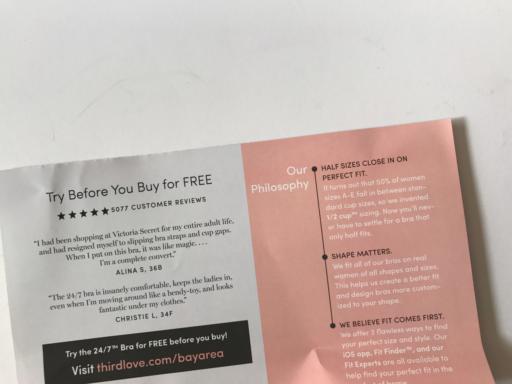 Try Before You Buy for FREE
★★★★★ 5077 CUSTOMER REVIEWS
"I had been shopping at Victoria Secret for my entire adult life,
and had resigned myself to slipping bra straps and cup gaps.
When I put on this bra, it was like magic. . . .
I'm a complete convert."
ALINA S, 36B
"The 24/7 bra is insanely comfortable, keeps the ladies in,
even when I'm moving around like a bendy-toy, and looks
fantastic under my clothes."
CHRISTIE L, 34F
Try the 24/7™ Bra for FREE before you buy!
Visit thirdlove.com/bayarea
Our
Philosophy
HALF SIZES CLOSE IN ON
PERFECT FIT.
It turns out that 50% of women
sizes A-E fall in between stan-
dard cup sizes, so we invented
1/2 cup™ sizing. Now you'll nev-
er have to settle for a bra that
only half fits.
SHAPE MATTERS.
We fit all of our bras on real
women of all shapes and sizes.
This helps us create a better fit
and design bras more custom-
ized to your shape.
WE BELIEVE FIT COMES FIRST.
We offer 3 flawless ways to find
your perfect size and style. Our
iOS app, Fit Finder™, and our
Fit Experts are all available to
help find your perfect fit in the
of home